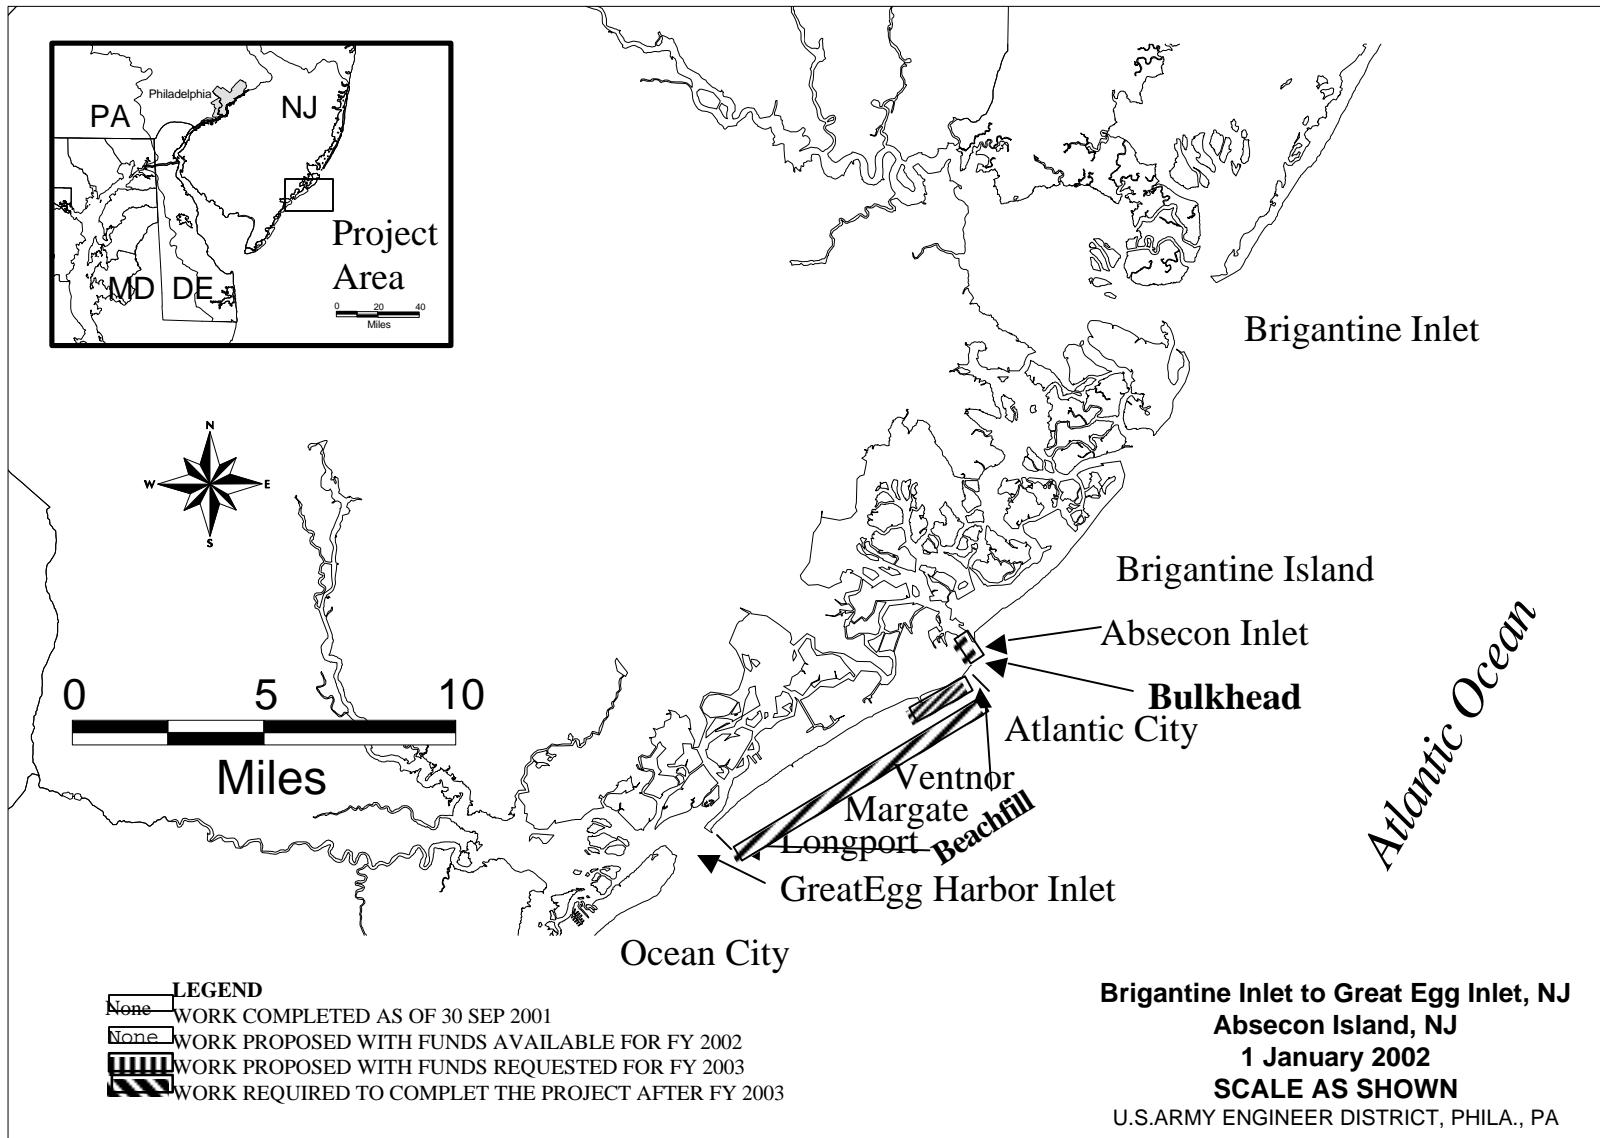 Philadelphia
PA
NJ
Project
Area
0 20 40
Miles
MD DE
Brigantine Inlet
N
W E
S
Brigantine Island
Absecon Inlet
Bulkhead
Atlantic City
Atlantic Ocean
0 5 10
Miles
Ventnor
Margate
Beachfill
Longport
GreatEgg Harbor Inlet
Ocean City
LEGEND
None WORK COMPLETED AS OF 30 SEP 2001
None WORK PROPOSED WITH FUNDS AVAILABLE FOR FY 2002
WORK PROPOSED WITH FUNDS REQUESTED FOR FY 2003
WORK REQUIRED TO COMPLET THE PROJECT AFTER FY 2003
Brigantine Inlet to Great Egg Inlet, NJ
Absecon Island, NJ
1 January 2002
SCALE AS SHOWN
U.S.ARMY ENGINEER DISTRICT, PHILA., PA